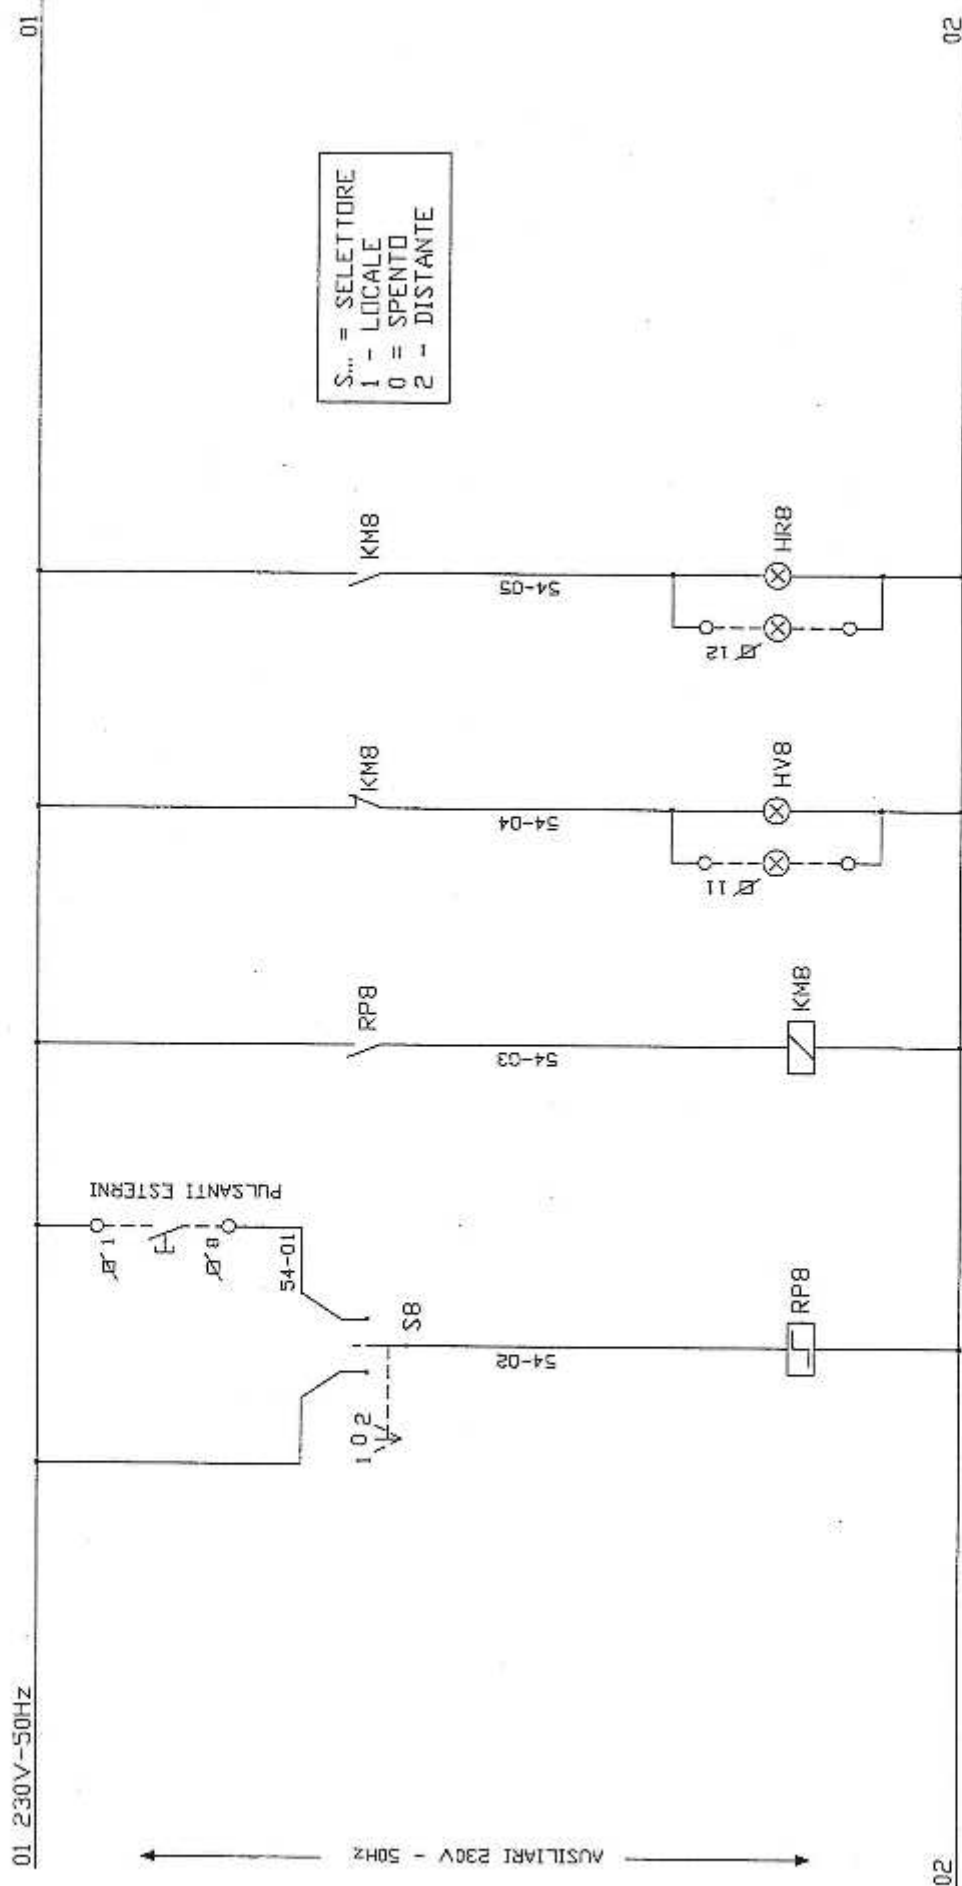 01 230V-50Hz
01
PULSANTI ESTERNI
Ø 1
Ø 8
54-01
S... = SELETTORE
1 - LOCALE
0 = SPENTO
2 - DISTANTE
1 0 2
S8
RP8
KM8
KM8
54-02
54-03
54-04
54-05
Ø 11
Ø 12
RP8
KM8
HV8
HR8
AUSILIARI 230V - 50Hz
02
02